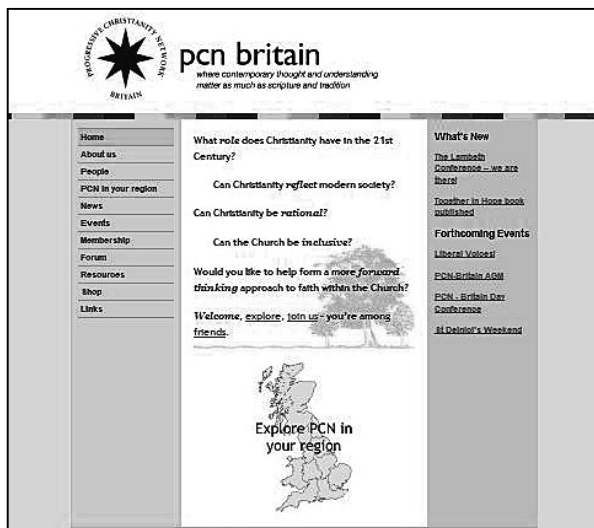 PROGRESSIVE CHRISTIANITY NETWORK
BRITAIN
pcn britain
where contemporary thought and understanding
matter as much as scripture and tradition
Home
About us
People
PCN in your region
News
Events
Membership
Forum
Resources
Shop
Links
What role does Christianity have in the 21st
Century?
Can Christianity reflect modern society?
Can Christianity be rational?
Can the Church be inclusive?
Would you like to help form a more forward
thinking approach to faith within the Church?
Welcome, explore, join us - you're among
friends.
Explore PCN in
your region
What's New
The Lambeth
Conference – we are
there!
Together in Hope book
published
Forthcoming Events
Liberal Voices!
PCN-Britain AGM
PCN - Britain Day
Conference
St Deiniol's Weekend